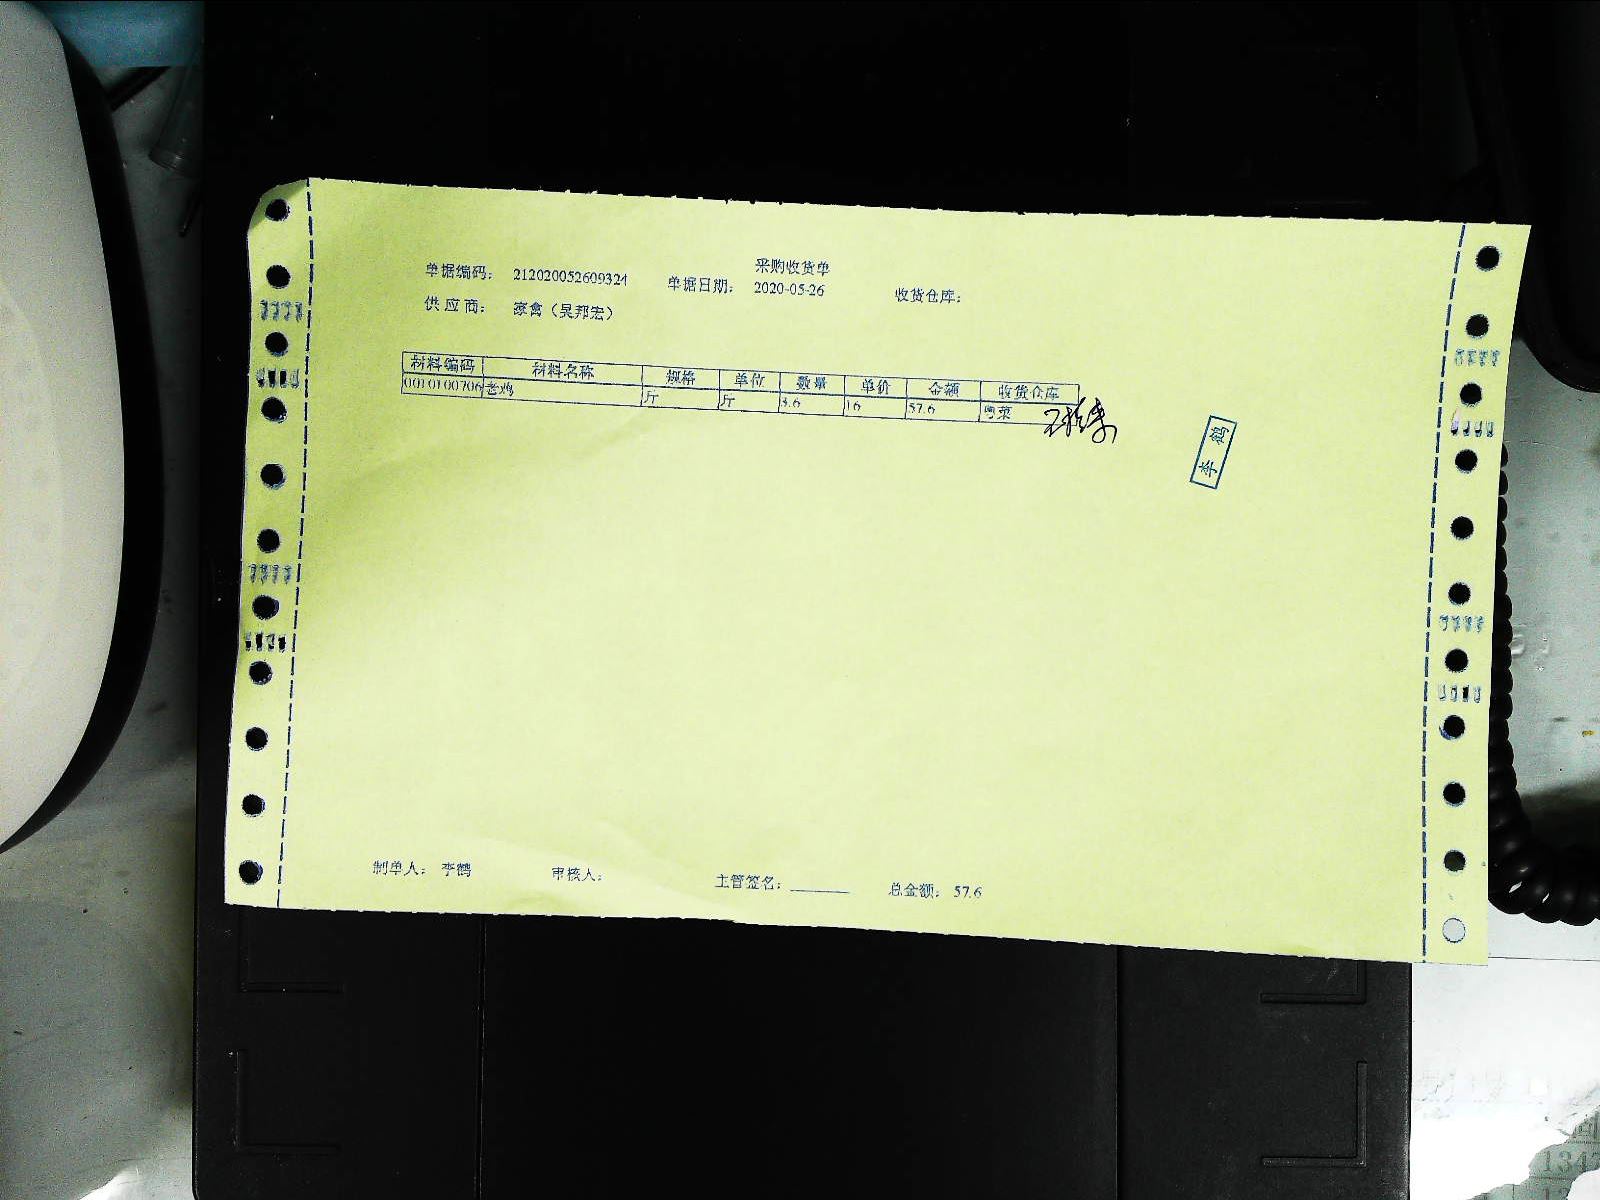 采购收货单
单据编码: 212020052609324 单据日期: 2020-05-26 收货仓库:
供应商: 家禽（吴邦宏）
材料编码 材料名称 规格 单位 数量 单价 金额 收货仓库
0010100706 老鸡 斤 斤 3.6 16 57.6 粤菜
李鹤
制单人: 李鹤 审核人: 主管签名: ______ 总金额: 57.6